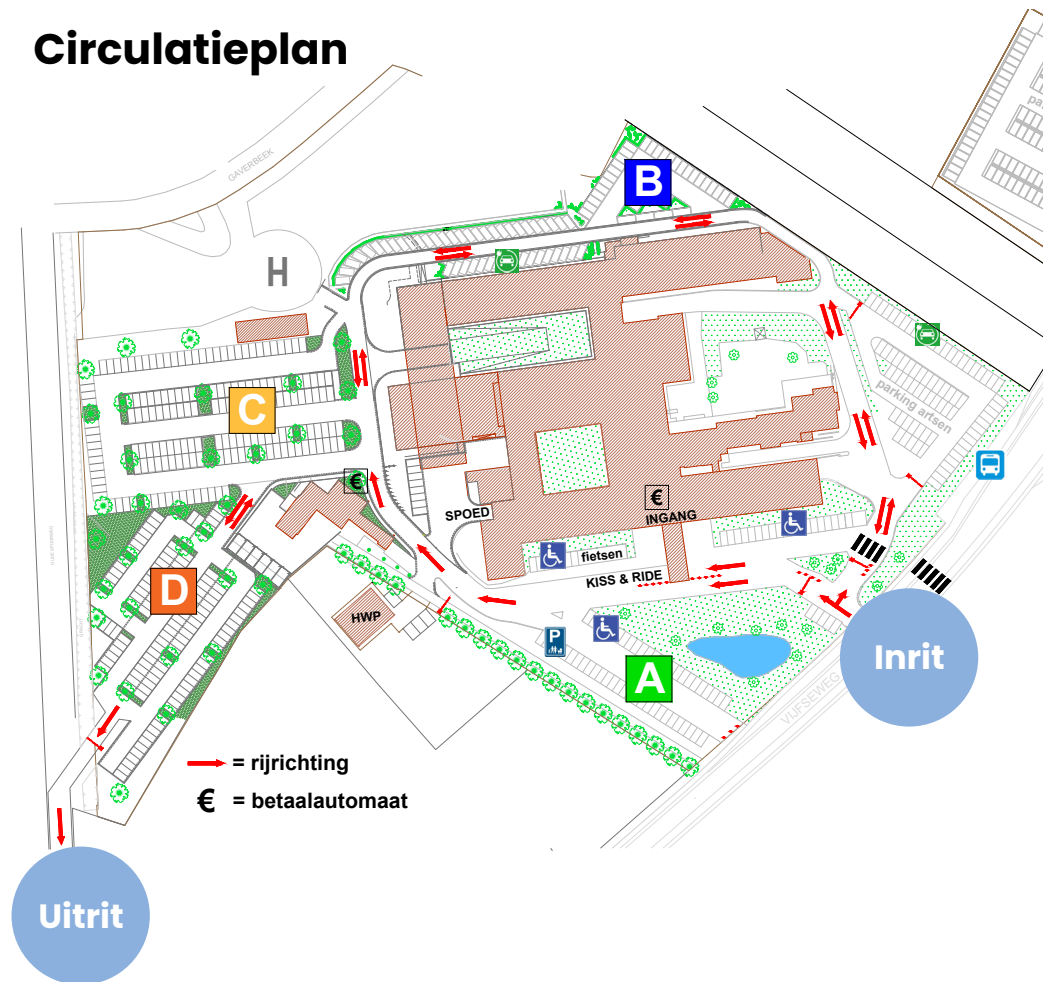 Circulatieplan
GAVERBEEK
B
H
parking artsen
C
€
€
SPOED
INGANG
fietsen
KISS & RIDE
D
HWP
P
A
Inrit
VIJFSEWEG
= rijrichting
€ = betaalautomaat
Uitrit